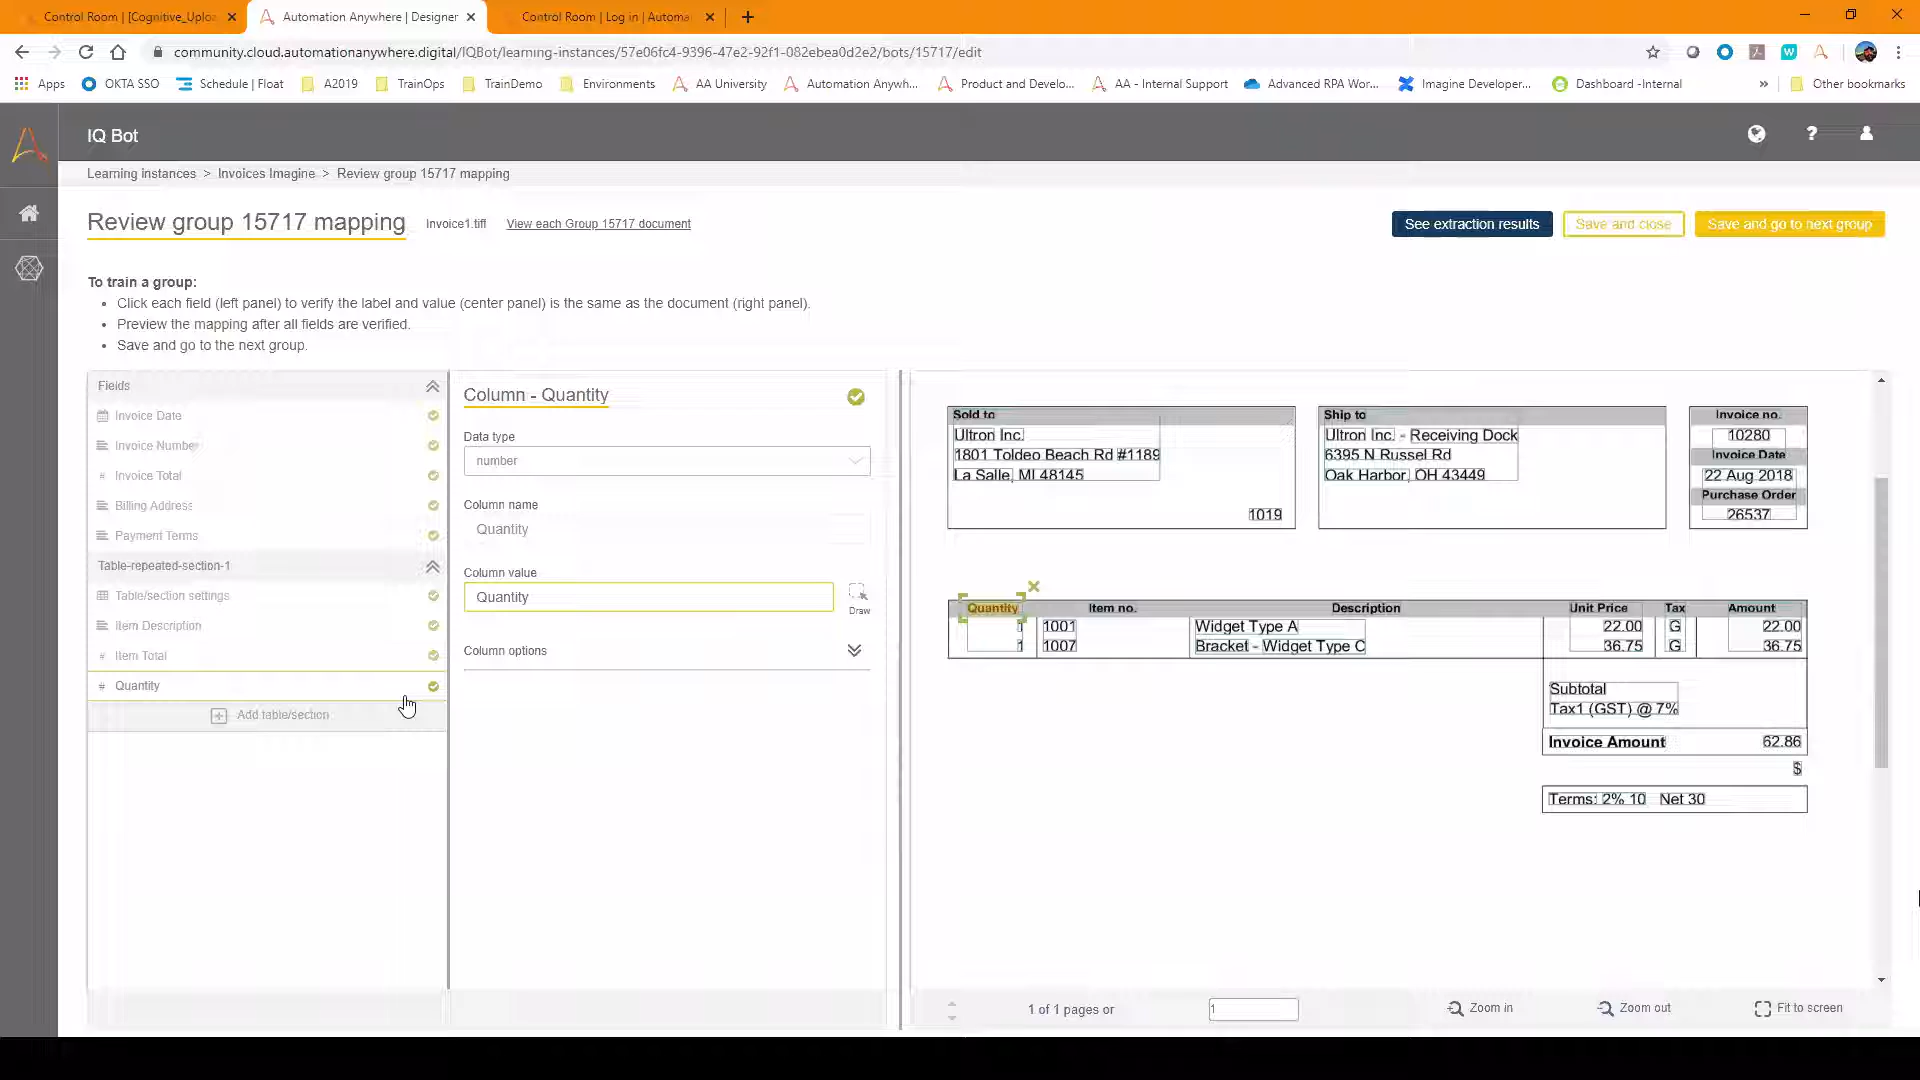 Control Room | [Cognitive_Uploa
Automation Anywhere | Designer
Control Room | Log in | Automa
community.cloud.automationanywhere.digital/IQBot/learning-instances/57e06fc4-9396-47e2-92f1-082ebea0d2e2/bots/15717/edit
Apps
OKTA SSO
Schedule | Float
A2019
TrainOps
TrainDemo
Environments
AA University
Automation Anywh...
Product and Develo...
AA - Internal Support
Advanced RPA Wor...
Imagine Developer...
Dashboard -Internal
Other bookmarks
IQ Bot
Learning instances > Invoices Imagine > Review group 15717 mapping
Review group 15717 mapping
Invoice1.tiff
View each Group 15717 document
See extraction results
Save and close
Save and go to next group
To train a group:
Click each field (left panel) to verify the label and value (center panel) is the same as the document (right panel).
Preview the mapping after all fields are verified.
Save and go to the next group.
Fields
Invoice Date
Invoice Number
Invoice Total
Billing Address
Payment Terms
Table-repeated-section-1
Table/section settings
Item Description
Item Total
Quantity
Add table/section
Column - Quantity
Data type
number
Column name
Quantity
Column value
Quantity
Draw
Column options
Sold to
Ultron Inc.
1801 Toldeo Beach Rd #1189
La Salle, MI 48145
1019
Ship to
Ultron Inc. - Receiving Dock
6395 N Russel Rd
Oak Harbor, OH 43449
Invoice no.
10280
Invoice Date
22 Aug 2018
Purchase Order
26537
Quantity Item no. Description Unit Price Tax Amount
1 1001 Widget Type A 22.00 G 22.00
1 1007 Bracket - Widget Type C 36.75 G 36.75
Subtotal
Tax1 (GST) @ 7%
Invoice Amount 62.86
$
Terms: 2% 10 Net 30
1 of 1 pages or
1
Zoom in
Zoom out
Fit to screen